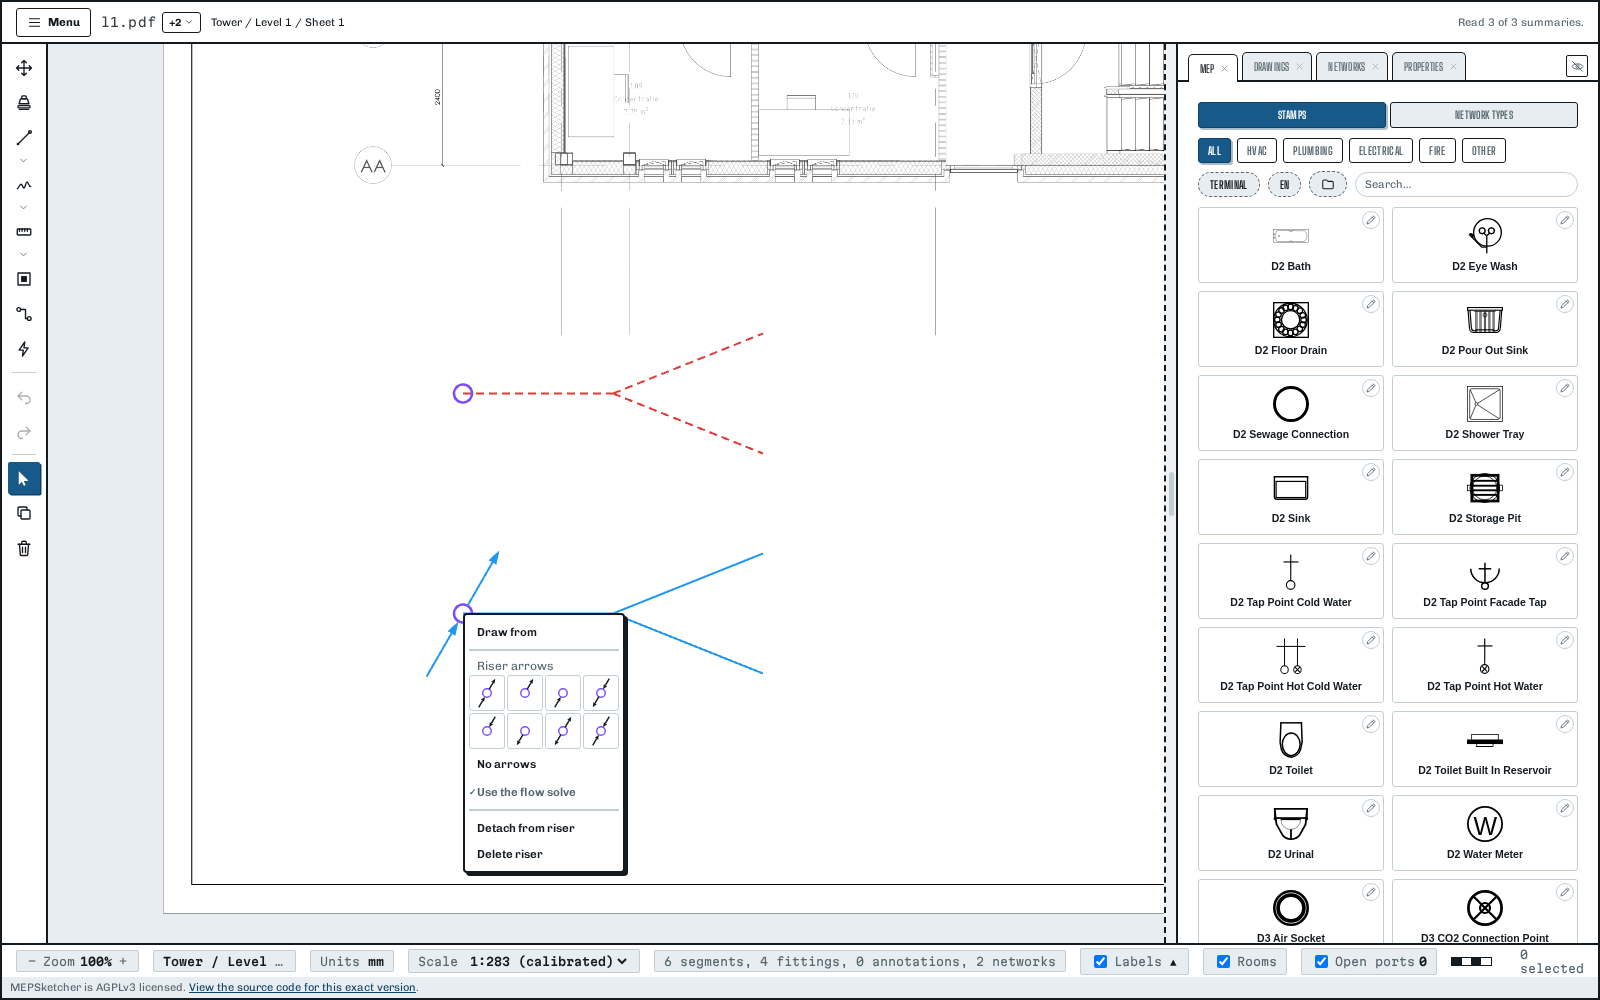 Menu
l1.pdf
+2
Tower / Level 1 / Sheet 1
Read 3 of 3 summaries.
MEP
DRAWINGS
NETWORKS
PROPERTIES
STAMPS
NETWORK TYPES
ALL
HVAC
PLUMBING
ELECTRICAL
FIRE
OTHER
TERMINAL
EN
Search...
D2 Bath
D2 Eye Wash
D2 Floor Drain
D2 Pour Out Sink
D2 Sewage Connection
D2 Shower Tray
D2 Sink
D2 Storage Pit
D2 Tap Point Cold Water
D2 Tap Point Facade Tap
D2 Tap Point Hot Cold Water
D2 Tap Point Hot Water
D2 Toilet
D2 Toilet Built In Reservoir
D2 Urinal
W
D2 Water Meter
D3 Air Socket
D3 CO2 Connection Point
2400
AA
109
Concentratie
170
Concentratie
Draw from
Riser arrows
No arrows
✓ Use the flow solve
Detach from riser
Delete riser
− Zoom 100% +
Tower / Level …
Units mm
Scale 1:283 (calibrated)
6 segments, 4 fittings, 0 annotations, 2 networks
Labels ▲
Rooms
Open ports 0
0 selected
MEPSketcher is AGPLv3 licensed. View the source code for this exact version.